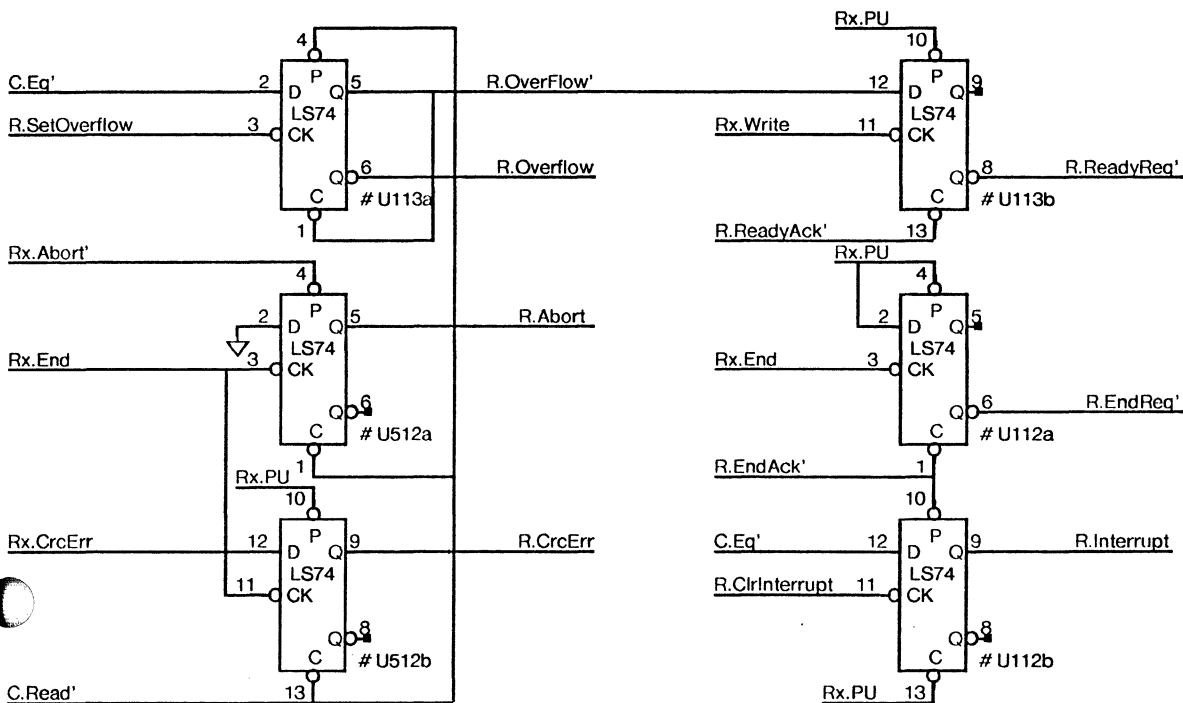 Rx.PU
4
10
P
P
C.Eq'
2
D
Q
5
R.OverFlow'
12
D
Q
9
LS74
LS74
R.SetOverflow
3
CK
Rx.Write
11
CK
Q
6
R.Overflow
Q
8
R.ReadyReq'
C
# U113a
C
# U113b
1
R.ReadyAck'
13
Rx.Abort'
4
Rx.PU
4
P
P
2
D
Q
5
R.Abort
2
D
Q
5
LS74
LS74
Rx.End
3
CK
Rx.End
3
CK
Q
6
Q
6
R.EndReq'
C
# U512a
C
# U112a
1
R.EndAck'
1
Rx.PU
10
10
P
P
Rx.CrcErr
12
D
Q
9
R.CrcErr
C.Eq'
12
D
Q
9
R.Interrupt
LS74
LS74
11
CK
R.ClrInterrupt
11
CK
Q
8
Q
8
C
# U512b
C
# U112b
C.Read'
13
Rx.PU
13